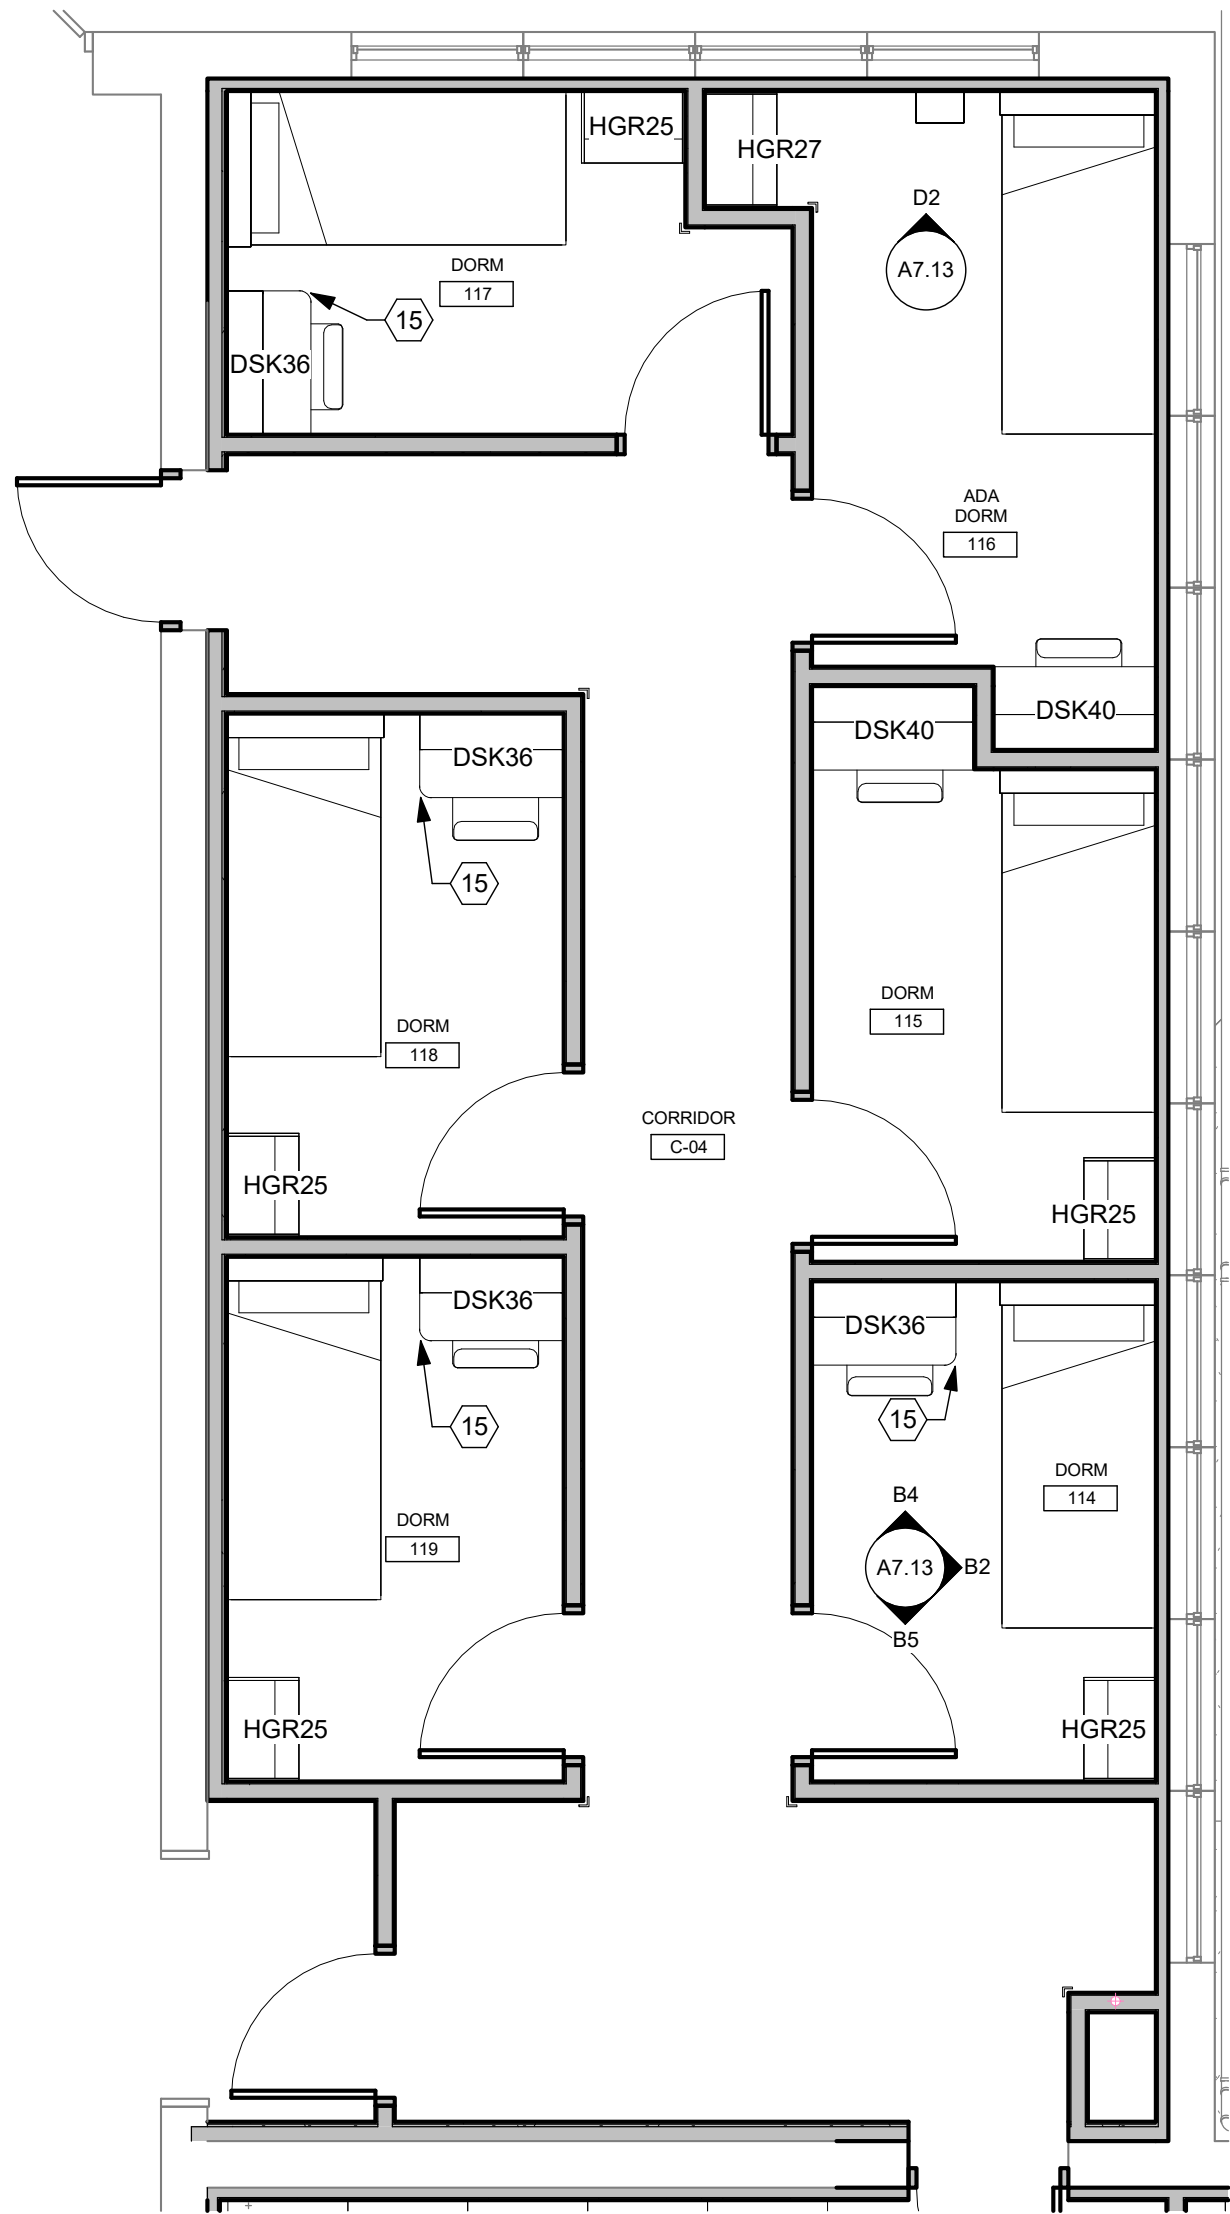 HGR25
HGR27
D2
A7.13
DORM
117
15
DSK36
ADA
DORM
116
DSK40
DSK40
DSK36
15
DORM
115
DORM
118
CORRIDOR
C-04
HGR25
HGR25
DSK36
DSK36
15
15
DORM
114
B4
A7.13
B2
B5
DORM
119
HGR25
HGR25